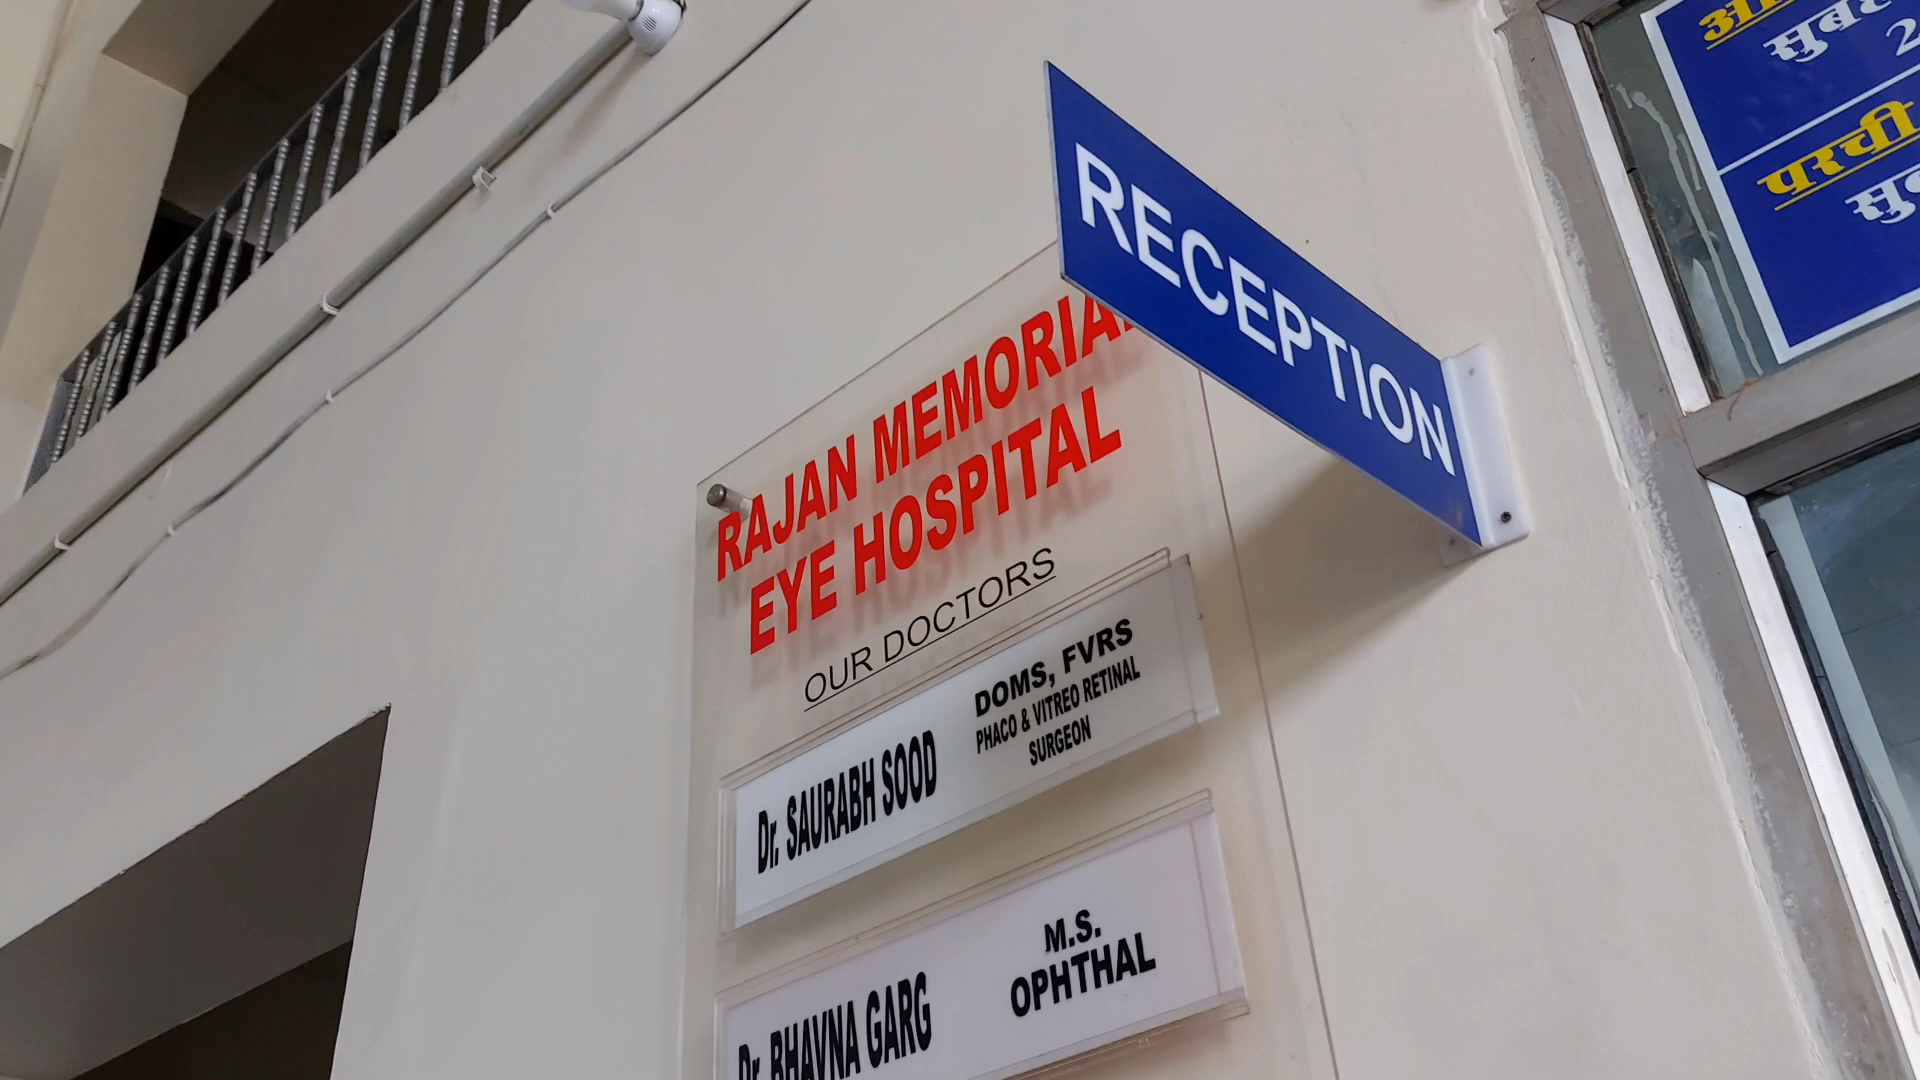 RECEPTION
RAJAN MEMORIAL
EYE HOSPITAL
OUR DOCTORS
Dr. SAURABH SOOD
DOMS, FVRS
PHACO & VITREO RETINAL
SURGEON
Dr. BHAVNA GARG
M.S.
OPHTHAL
परची